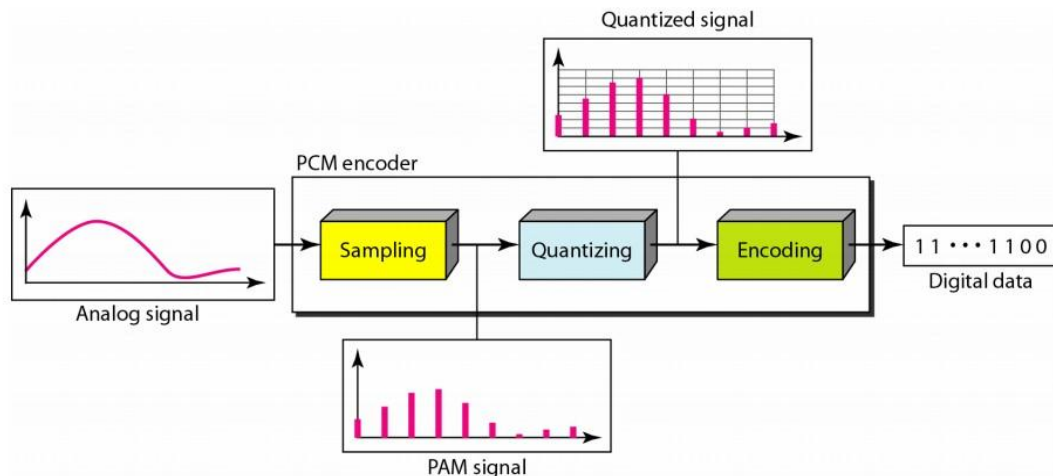 Quantized signal
PCM encoder
Sampling
Quantizing
Encoding
11 • • • 1100
Digital data
Analog signal
PAM signal